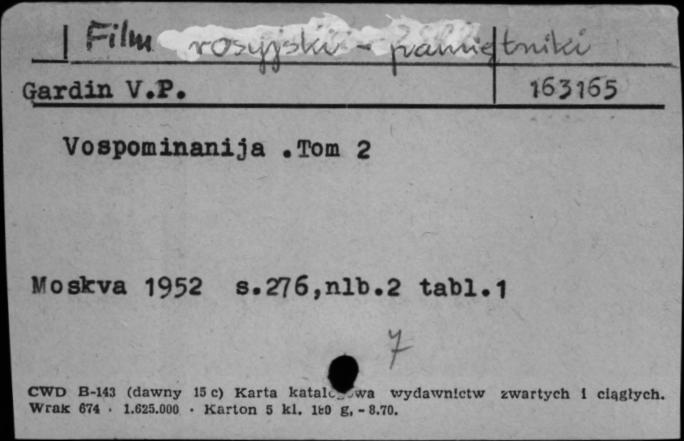 Film rosyjski - pamiętniki
Gardin V.P. 163165
Vospominanija .Tom 2
Moskva 1952 s.276,nlb.2 tabl.1
7
CWD B-143 (dawny 15 c) Karta wydawnictw zwartych i ciągłych.
Wrak 674 · 1.625.000 · Karton 5 kl. 180 g, - 8.70.